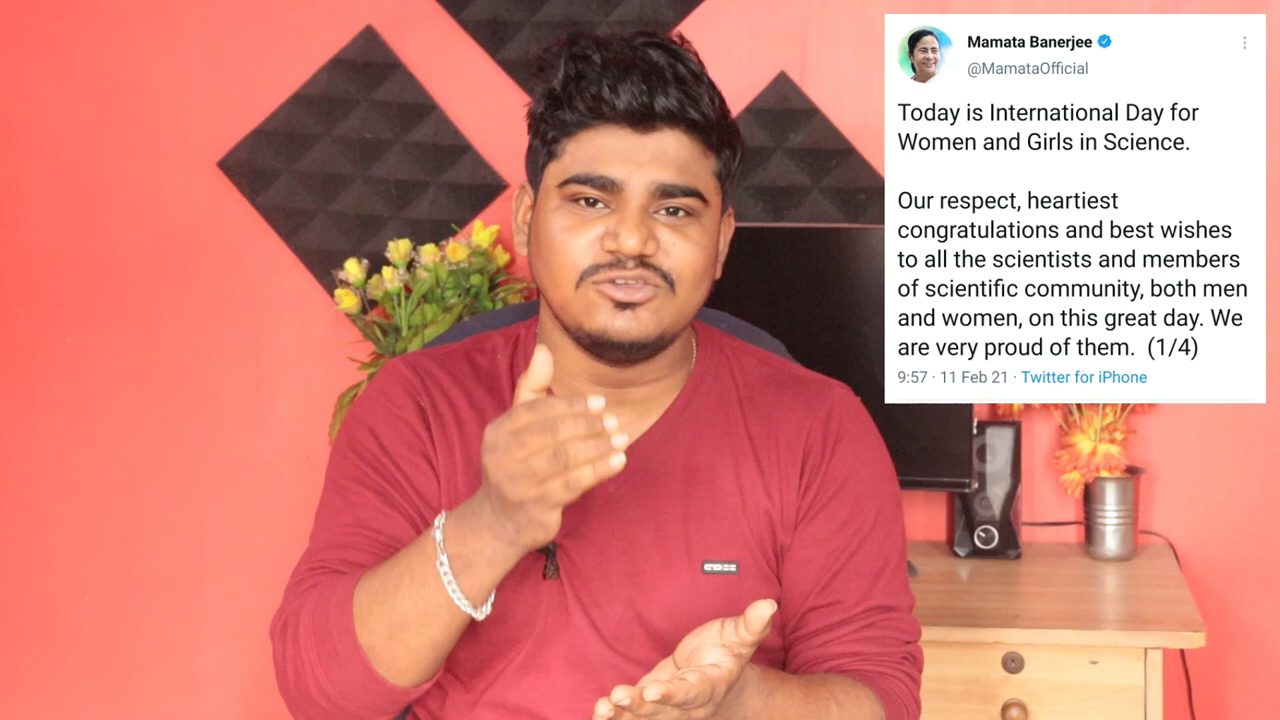 Mamata Banerjee
@MamataOfficial
Today is International Day for
Women and Girls in Science.
Our respect, heartiest
congratulations and best wishes
to all the scientists and members
of scientific community, both men
and women, on this great day. We
are very proud of them. (1/4)
9:57 · 11 Feb 21 · Twitter for iPhone